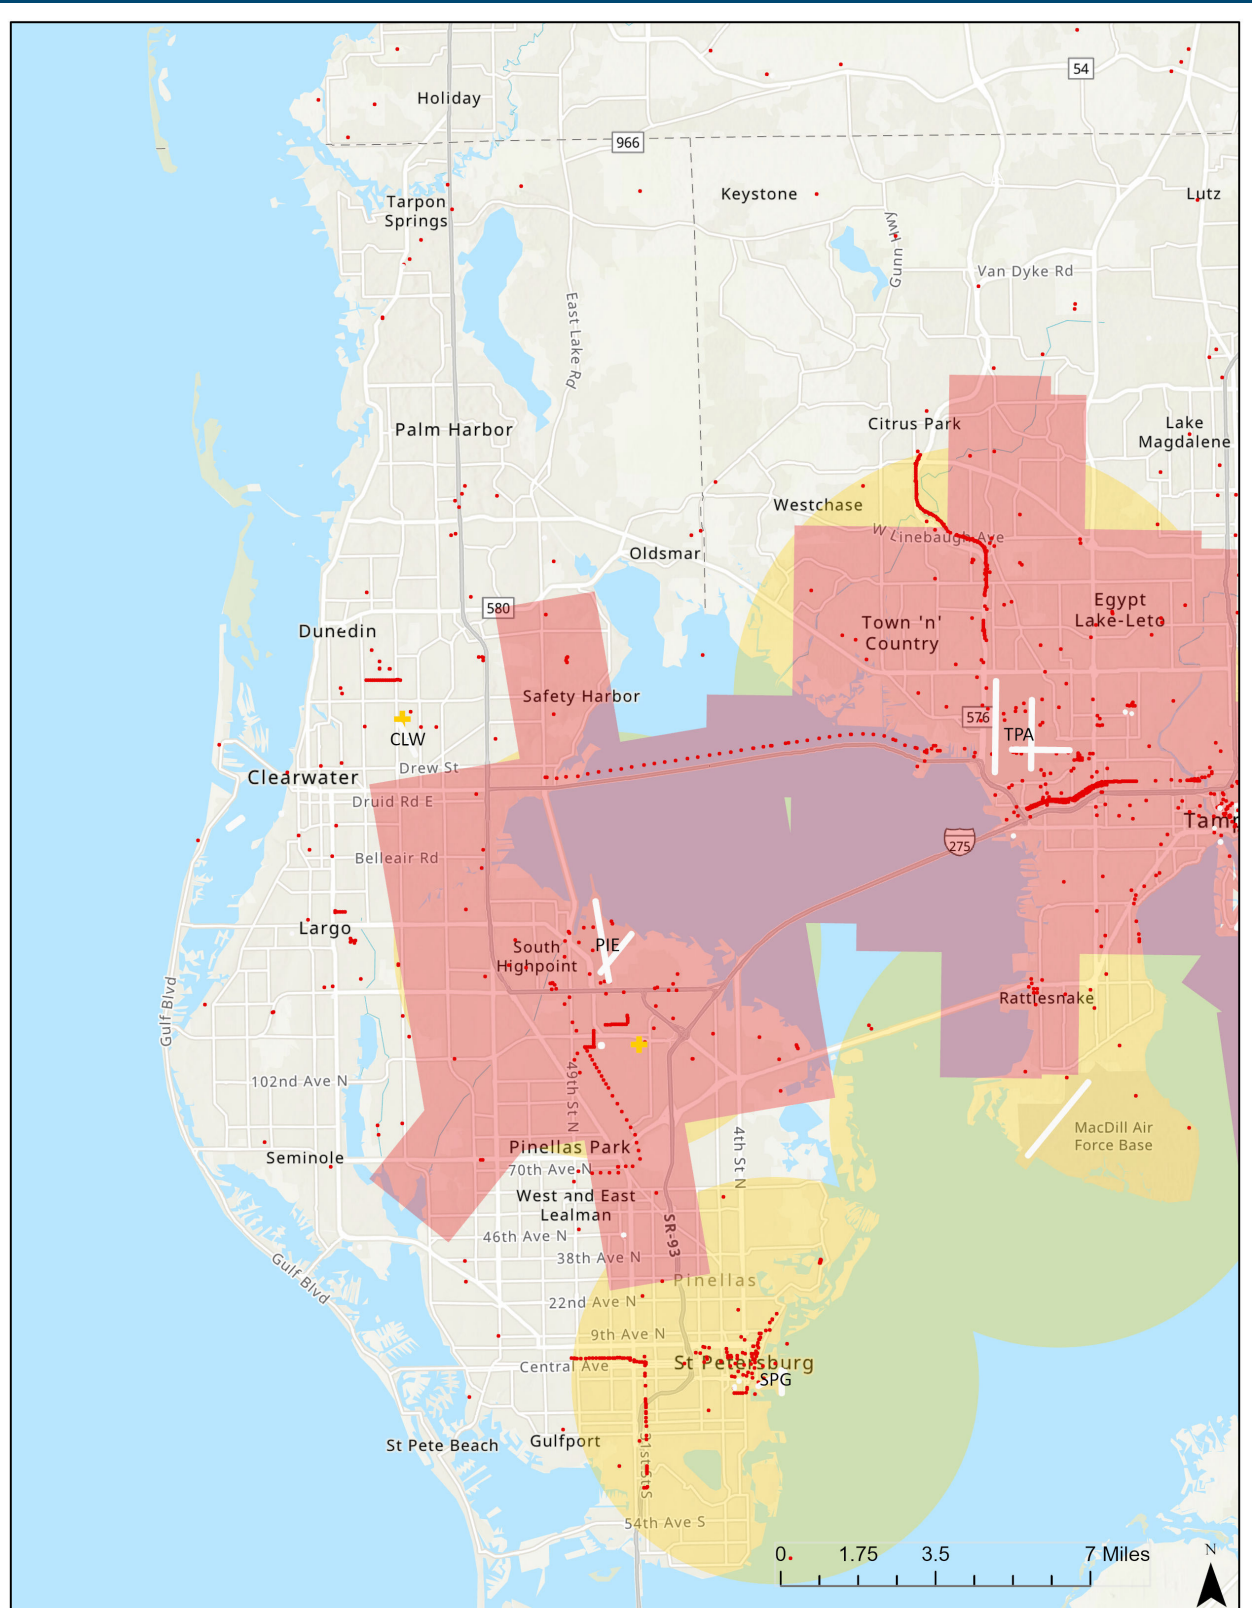 54
Holiday
966
Keystone
Lutz
Tarpon
Springs
Gunn Hwy
Van Dyke Rd
East Lake Rd
Citrus Park
Palm Harbor
Lake
Magdalene
Westchase
W Linebaugh Ave
Oldsmar
580
Egypt
Lake-Leto
Town 'n'
Country
Dunedin
Safety Harbor
576
TPA
CLW
Drew St
Clearwater
Druid Rd E
Tamp
275
Belleair Rd
Largo
PIE
South
Highpoint
Rattlesnake
Gulf Blvd
102nd Ave N
49th St N
MacDill Air
Force Base
Pinellas Park
4th St N
Seminole
70th Ave N
West and East
Lealman
SR-93
46th Ave N
38th Ave N
Gulf Blvd
Pinellas
22nd Ave N
9th Ave N
Central Ave
St Petersburg
SPG
St Pete Beach
Gulfport
31st St S
54th Ave S
0 1.75 3.5 7 Miles
N